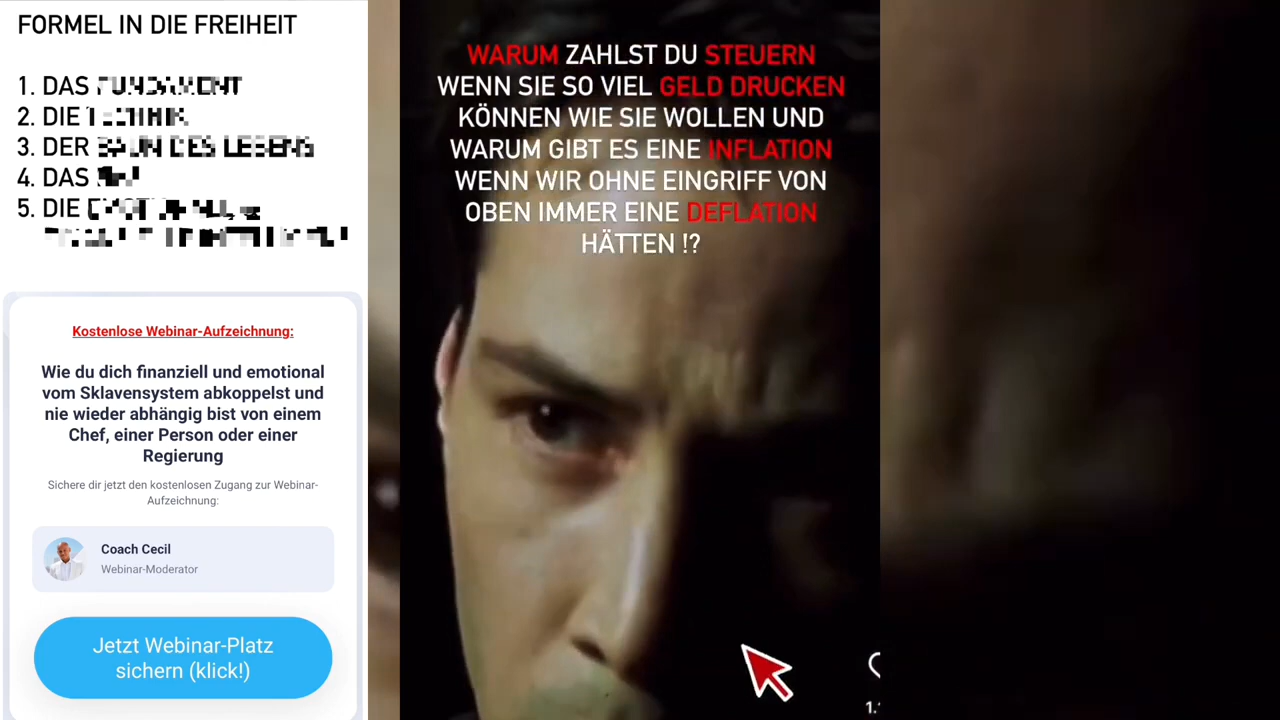 FORMEL IN DIE FREIHEIT
1. DAS
2. DIE
3. DER
4. DAS
5. DIE
Kostenlose Webinar-Aufzeichnung:
Wie du dich finanziell und emotional
vom Sklavensystem abkoppelst und
nie wieder abhängig bist von einem
Chef, einer Person oder einer
Regierung
Sichere dir jetzt den kostenlosen Zugang zur Webinar-
Aufzeichnung:
Coach Cecil
Webinar-Moderator
Jetzt Webinar-Platz
sichern (klick!)
WARUM ZAHLST DU STEUERN
WENN SIE SO VIEL GELD DRUCKEN
KÖNNEN WIE SIE WOLLEN UND
WARUM GIBT ES EINE INFLATION
WENN WIR OHNE EINGRIFF VON
OBEN IMMER EINE DEFLATION
HÄTTEN !?